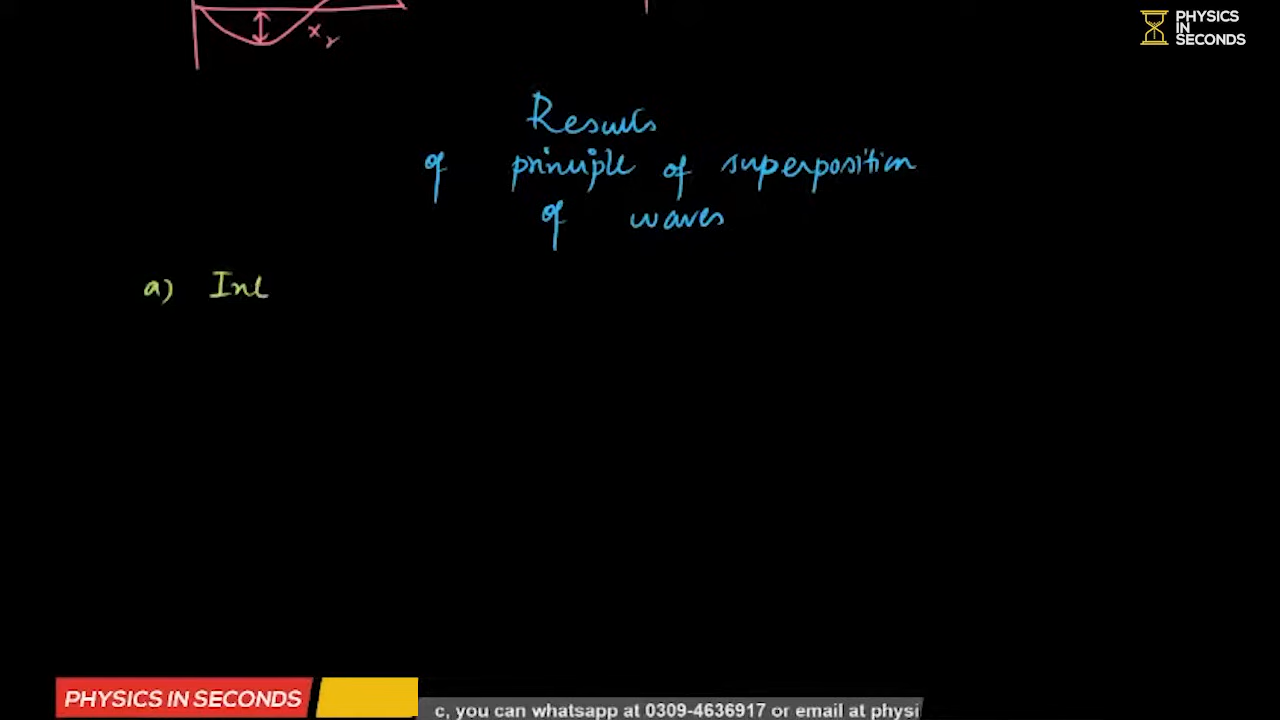 PHYSICS
IN
SECONDS
x₂
Results
of principle of superposition
of waves
a) Int
PHYSICS IN SECONDS
c, you can whatsapp at 0309-4636917 or email at physi